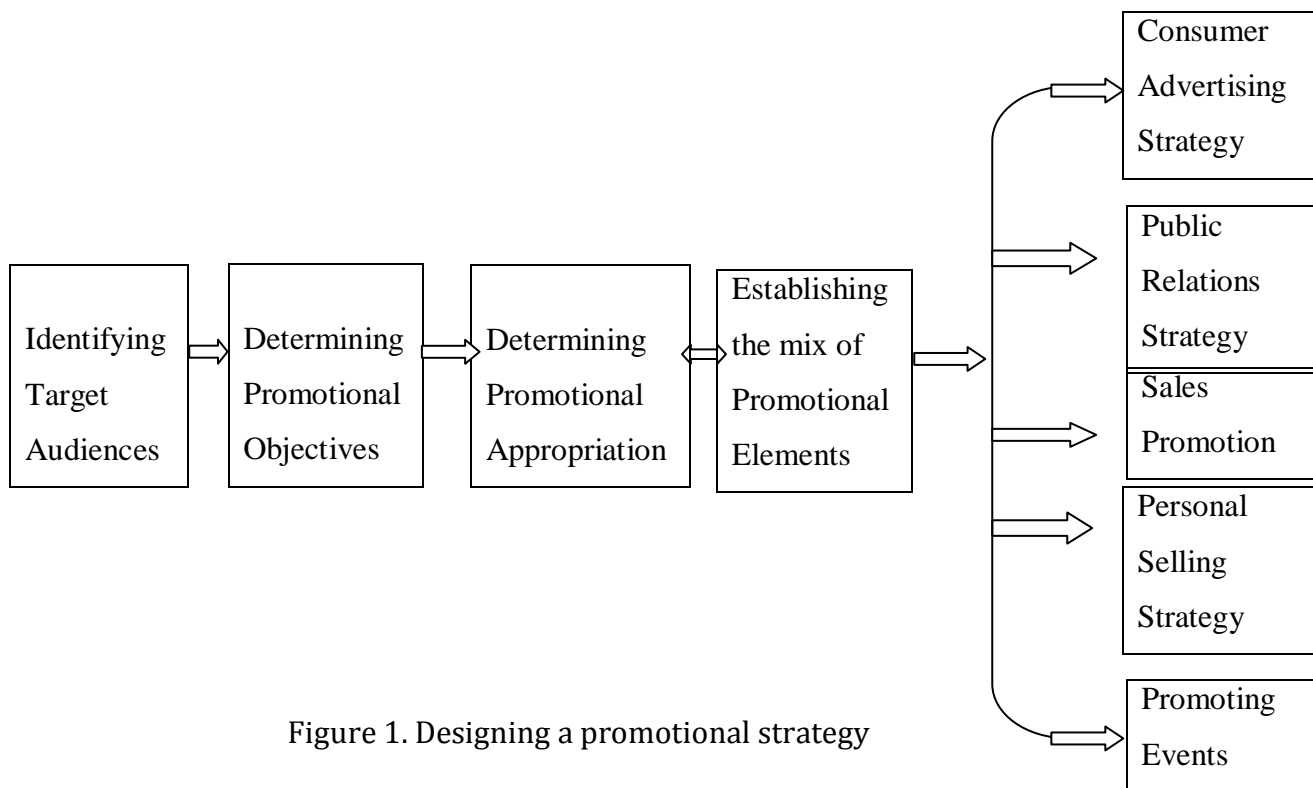 Identifying
Target
Audiences
Determining
Promotional
Objectives
Determining
Promotional
Appropriation
Establishing
the mix of
Promotional
Elements
Consumer
Advertising
Strategy
Public
Relations
Strategy
Sales
Promotion
Personal
Selling
Strategy
Promoting
Events
Figure 1. Designing a promotional strategy